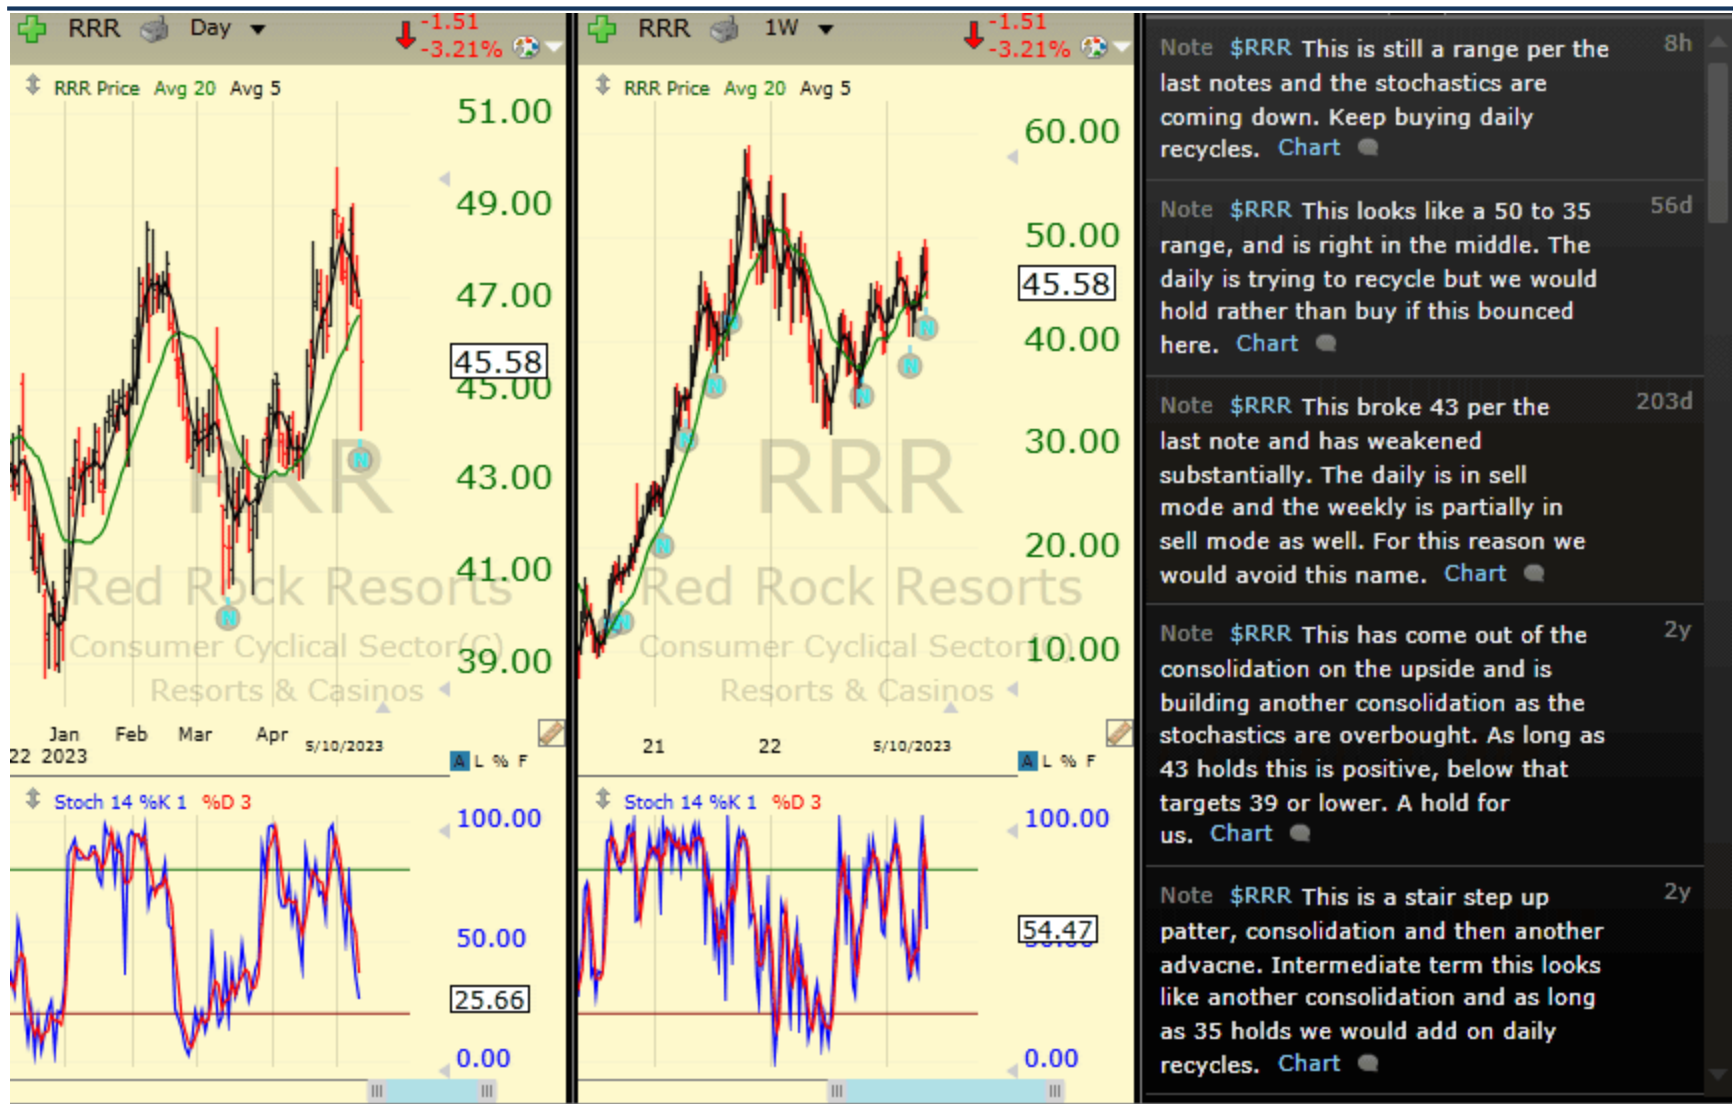 RRR Day
-1.51
-3.21%
RRR Price Avg 20 Avg 5
51.00
49.00
47.00
45.58
45.00
43.00
41.00
39.00
RRR
Red Rock Resorts
Consumer Cyclical Sector(C)
Resorts & Casinos
N
N
Jan Feb Mar Apr 5/10/2023
22 2023
A L % F
Stoch 14 %K 1 %D 3
100.00
50.00
25.66
0.00
RRR 1W
-1.51
-3.21%
RRR Price Avg 20 Avg 5
60.00
50.00
45.58
40.00
30.00
20.00
10.00
RRR
Red Rock Resorts
Consumer Cyclical Sector(C)
Resorts & Casinos
N
N
N
N
N
N
N
N
21 22 5/10/2023
A L % F
Stoch 14 %K 1 %D 3
100.00
54.47
0.00
Note $RRR This is still a range per the 8h
last notes and the stochastics are
coming down. Keep buying daily
recycles. Chart
Note $RRR This looks like a 50 to 35 56d
range, and is right in the middle. The
daily is trying to recycle but we would
hold rather than buy if this bounced
here. Chart
Note $RRR This broke 43 per the 203d
last note and has weakened
substantially. The daily is in sell
mode and the weekly is partially in
sell mode as well. For this reason we
would avoid this name. Chart
Note $RRR This has come out of the 2y
consolidation on the upside and is
building another consolidation as the
stochastics are overbought. As long as
43 holds this is positive, below that
targets 39 or lower. A hold for
us. Chart
Note $RRR This is a stair step up 2y
patter, consolidation and then another
advacne. Intermediate term this looks
like another consolidation and as long
as 35 holds we would add on daily
recycles. Chart